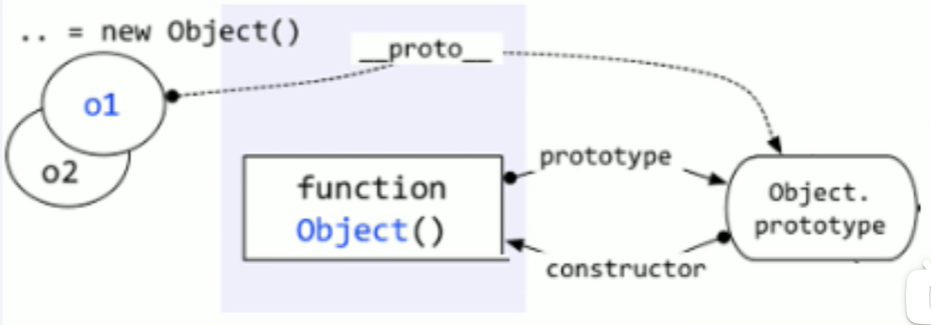 .. = new Object()
__proto__
o1
o2
function
Object()
prototype
Object.
prototype
constructor